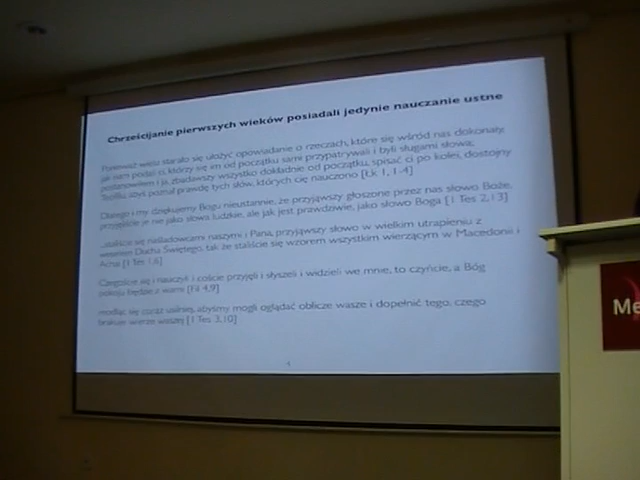 Chrześcijanie pierwszych wieków posiadali jedynie nauczanie ustne
Ponieważ wielu starało się ułożyć opowiadanie o rzeczach, które się wśród nas dokonały,
jak nam podali ci, którzy się im od początku sami przypatrywali i byli sługami słowa,
postanowiłem i ja, zbadawszy wszystko dokładnie od początku, spisać ci po kolei, dostojny
Teofilu, abyś poznał prawdę tych słów, których cię nauczono [Łk 1, 1-4]
Dlatego i my dziękujemy Bogu nieustannie, że przyjąwszy głoszone przez nas słowo Boże,
przyjęliście je nie jako słowa ludzkie, ale jak jest prawdziwie, jako słowo Boga [1 Tes 2,13]
...staliście się naśladowcami naszymi i Pana, przyjąwszy słowo w wielkim utrapieniu z
weselem Ducha Świętego, tak że staliście się wzorem wszystkim wierzącym w Macedonii i
Achai [1 Tes 1,6]
Czegoście się i nauczyli i coście przyjęli i słyszeli i widzieli we mnie, to czyńcie, a Bóg
pokoju będzie z wami [Fil 4,9]
modląc się coraz usilniej, abyśmy mogli oglądać oblicze wasze i dopełnić tego, czego
brakuje wierze waszej [1 Tes 3,10]
Me